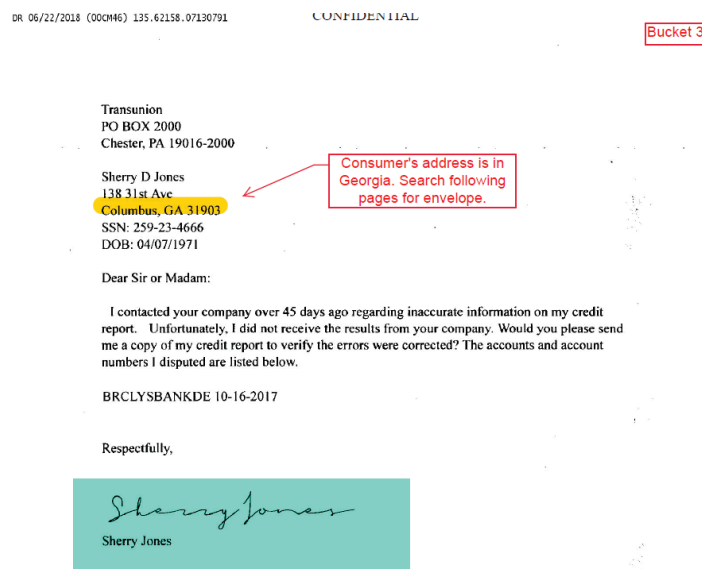 DR 06/22/2018 (OOCM46) 135.62158.07130791
CONFIDENTIAL
Bucket 3
Transunion
PO BOX 2000
Chester, PA 19016-2000
Consumer's address is in
Georgia. Search following
pages for envelope.
Sherry D Jones
138 31st Ave
Columbus, GA 31903
SSN: 259-23-4666
DOB: 04/07/1971
Dear Sir or Madam:
I contacted your company over 45 days ago regarding inaccurate information on my credit
report. Unfortunately, I did not receive the results from your company. Would you please send
me a copy of my credit report to verify the errors were corrected? The accounts and account
numbers I disputed are listed below.
BRCLYSBANKDE 10-16-2017
Respectfully,
Sherry Jones
Sherry Jones